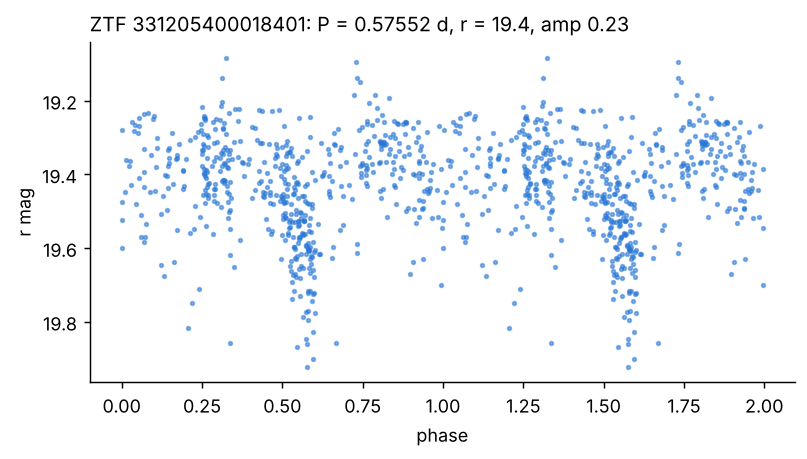 ZTF 331205400018401: P = 0.57552 d, r = 19.4, amp 0.23
19.2
19.4
19.6
19.8
r mag
0.00 0.25 0.50 0.75 1.00 1.25 1.50 1.75 2.00
phase